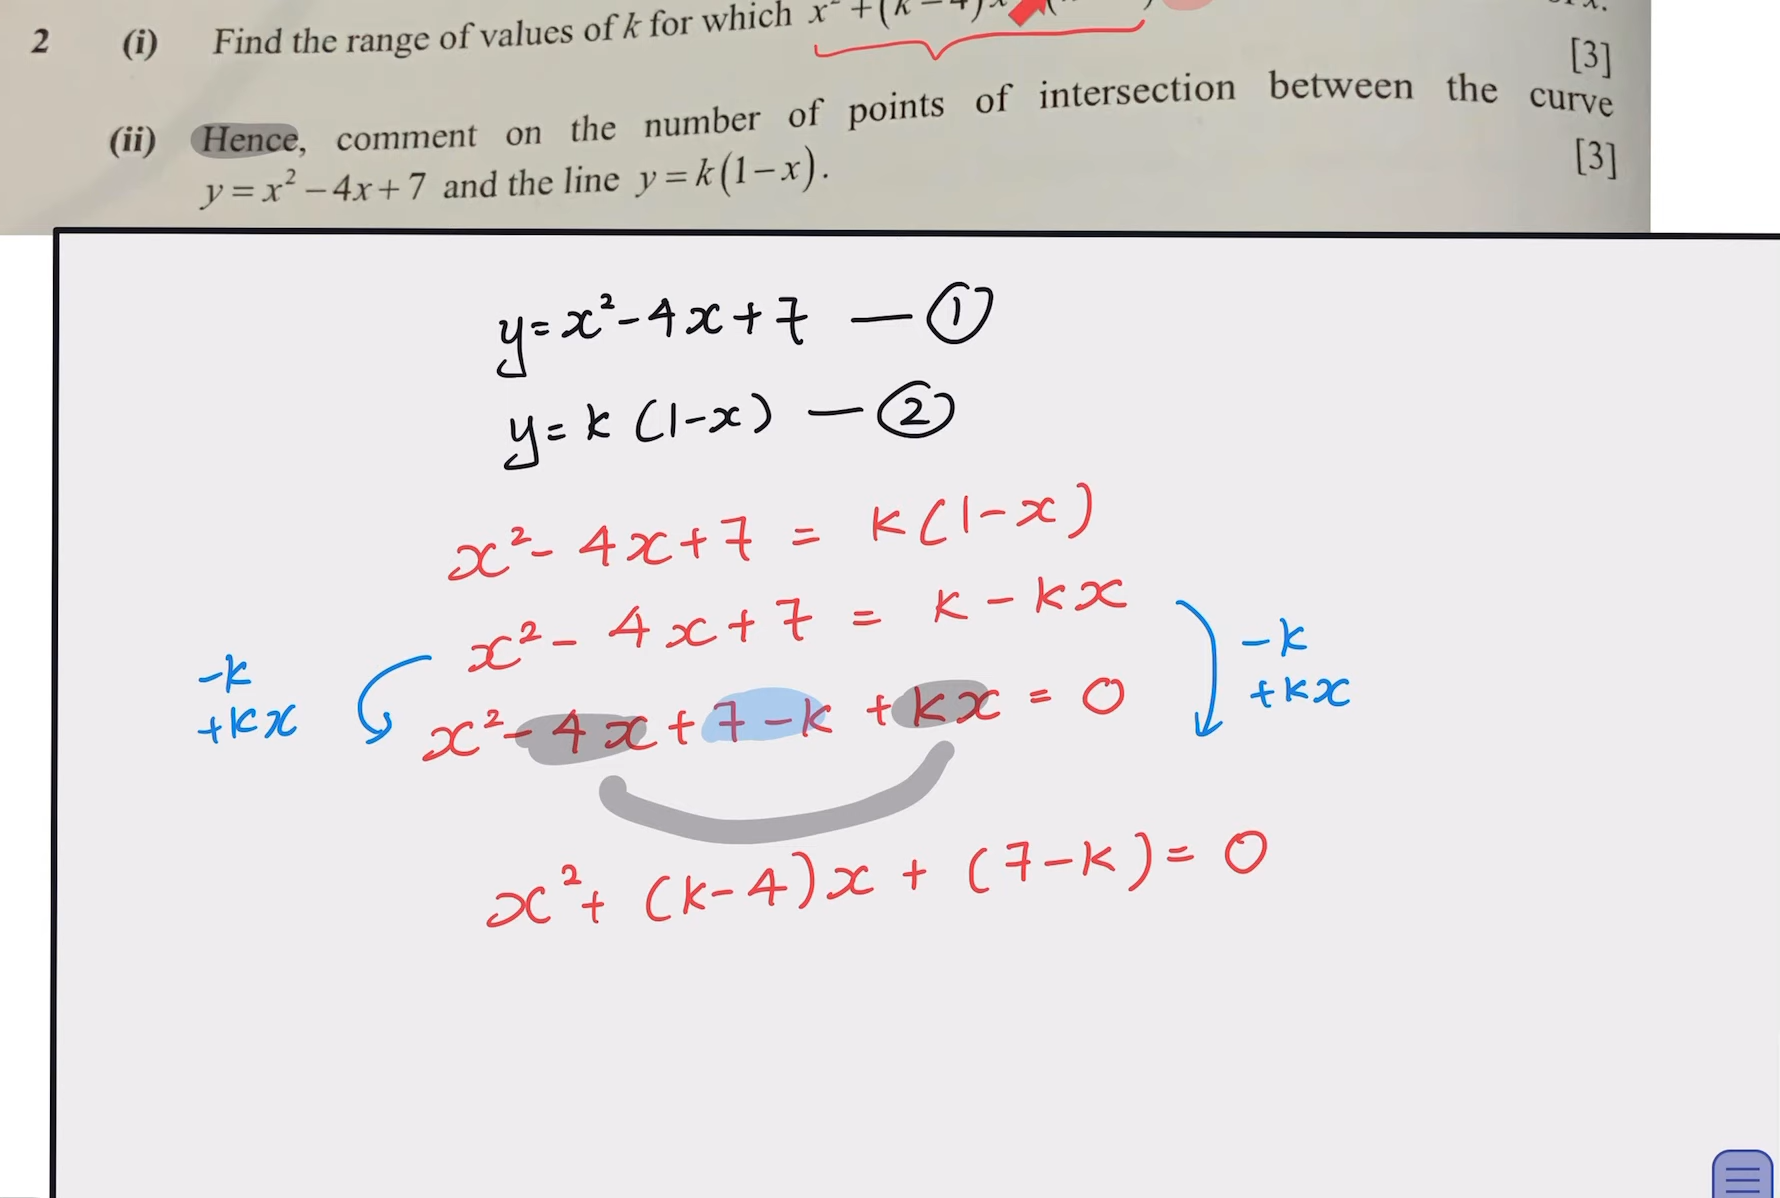 2 (i) Find the range of values of k for which x² + (k − 4)x
[3]
(ii) Hence, comment on the number of points of intersection between the curve
y = x² − 4x + 7 and the line y = k(1 − x).
[3]
y = x² − 4x + 7 — ①
y = k (1 − x) — ②
x² − 4x + 7 = k(1 − x)
x² − 4x + 7 = k − kx
−k
+kx
−k
+kx
x² − 4x + 7 − k + kx = 0
x² + (k − 4)x + (7 − k) = 0